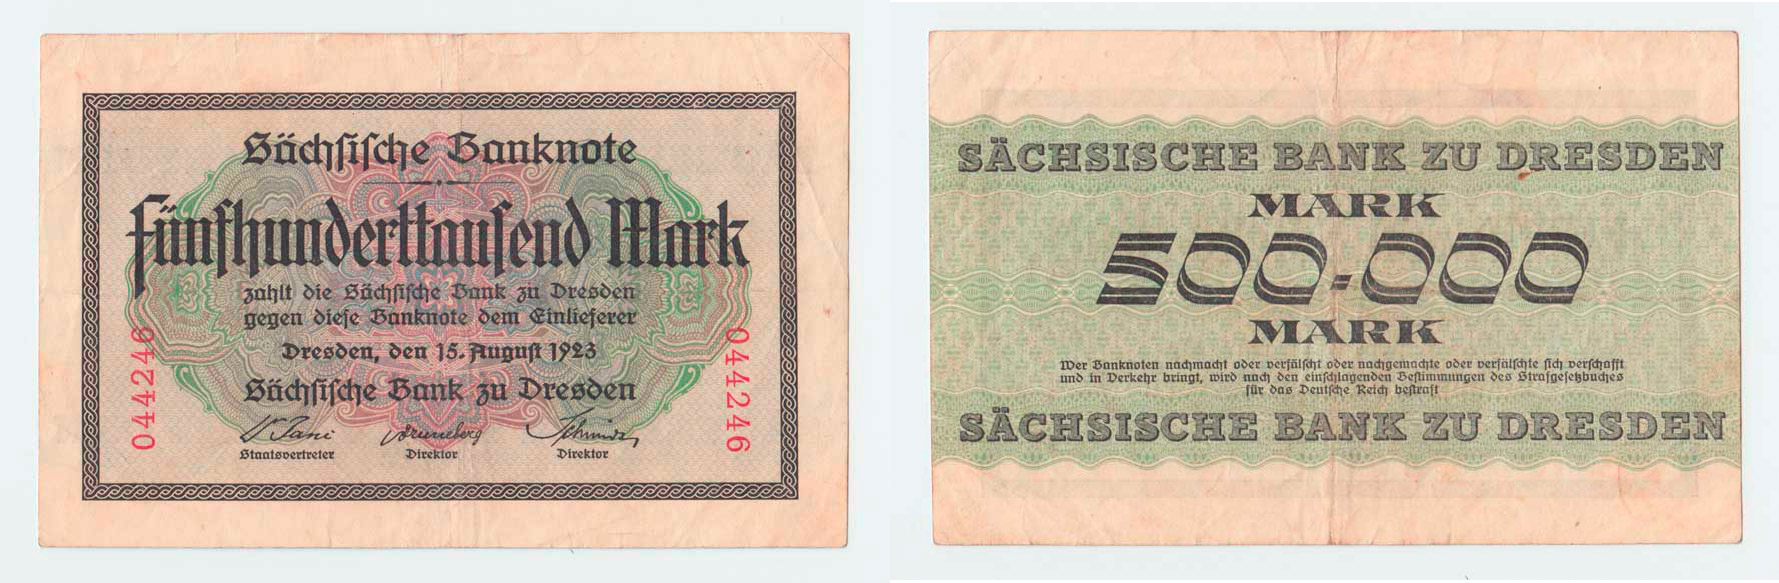 Sächsische Banknote
Fünfhunderttausend Mark
zahlt die Sächsische Bank zu Dresden
gegen diese Banknote dem Einlieferer
Dresden, den 15. August 1923
Sächsische Bank zu Dresden
Staatsvertreter Direktor Direktor
044246
044246
SÄCHSISCHE BANK ZU DRESDEN
MARK
500-000
MARK
Wer Banknoten nachmacht oder verfälscht oder nachgemachte oder verfälschte sich verschafft
und in Verkehr bringt, wird nach den einschlagenden Bestimmungen des Strafgesetzbuches
für das Deutsche Reich bestraft
SÄCHSISCHE BANK ZU DRESDEN